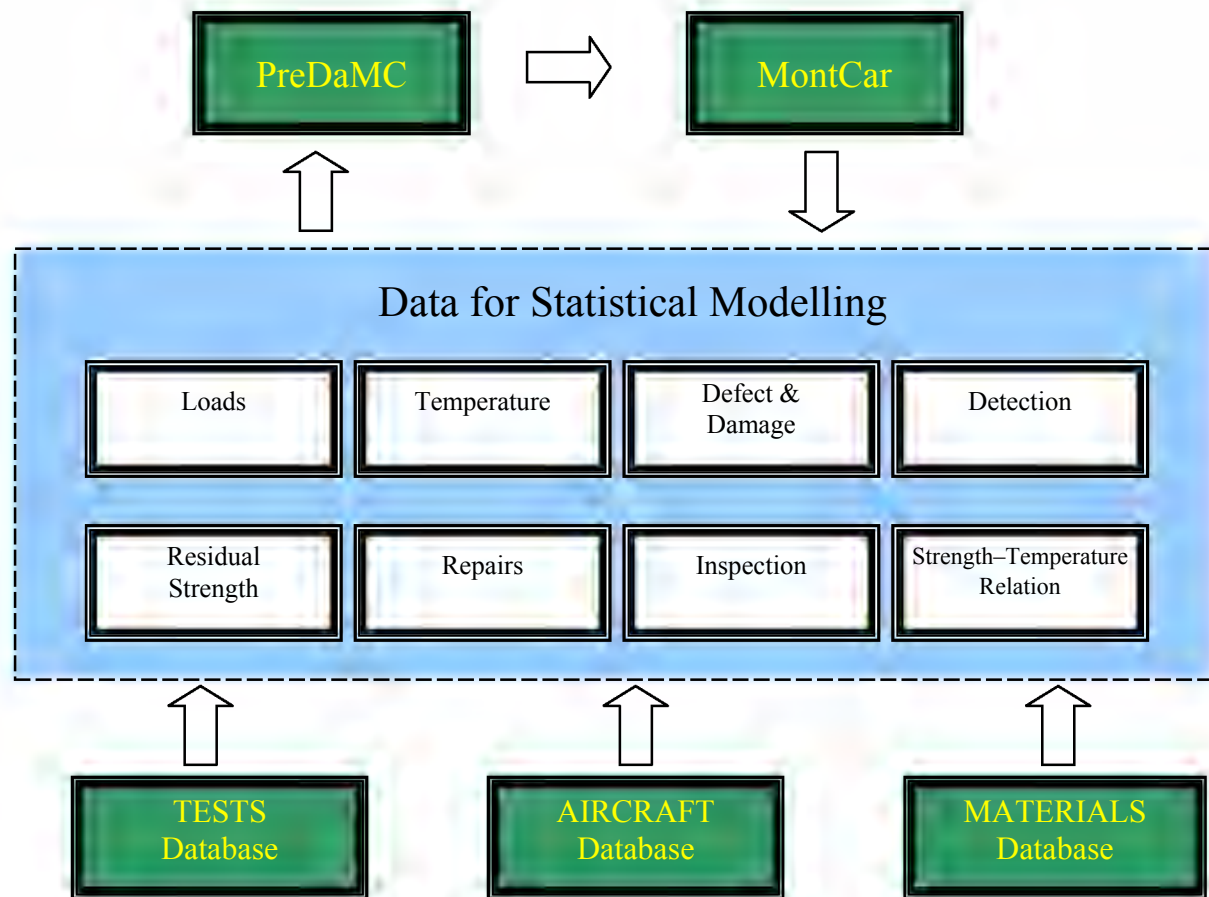 PreDaMC
MontCar
Data for Statistical Modelling
Loads
Temperature
Defect &
Damage
Detection
Residual
Strength
Repairs
Inspection
Strength–Temperature
Relation
TESTS
Database
AIRCRAFT
Database
MATERIALS
Database